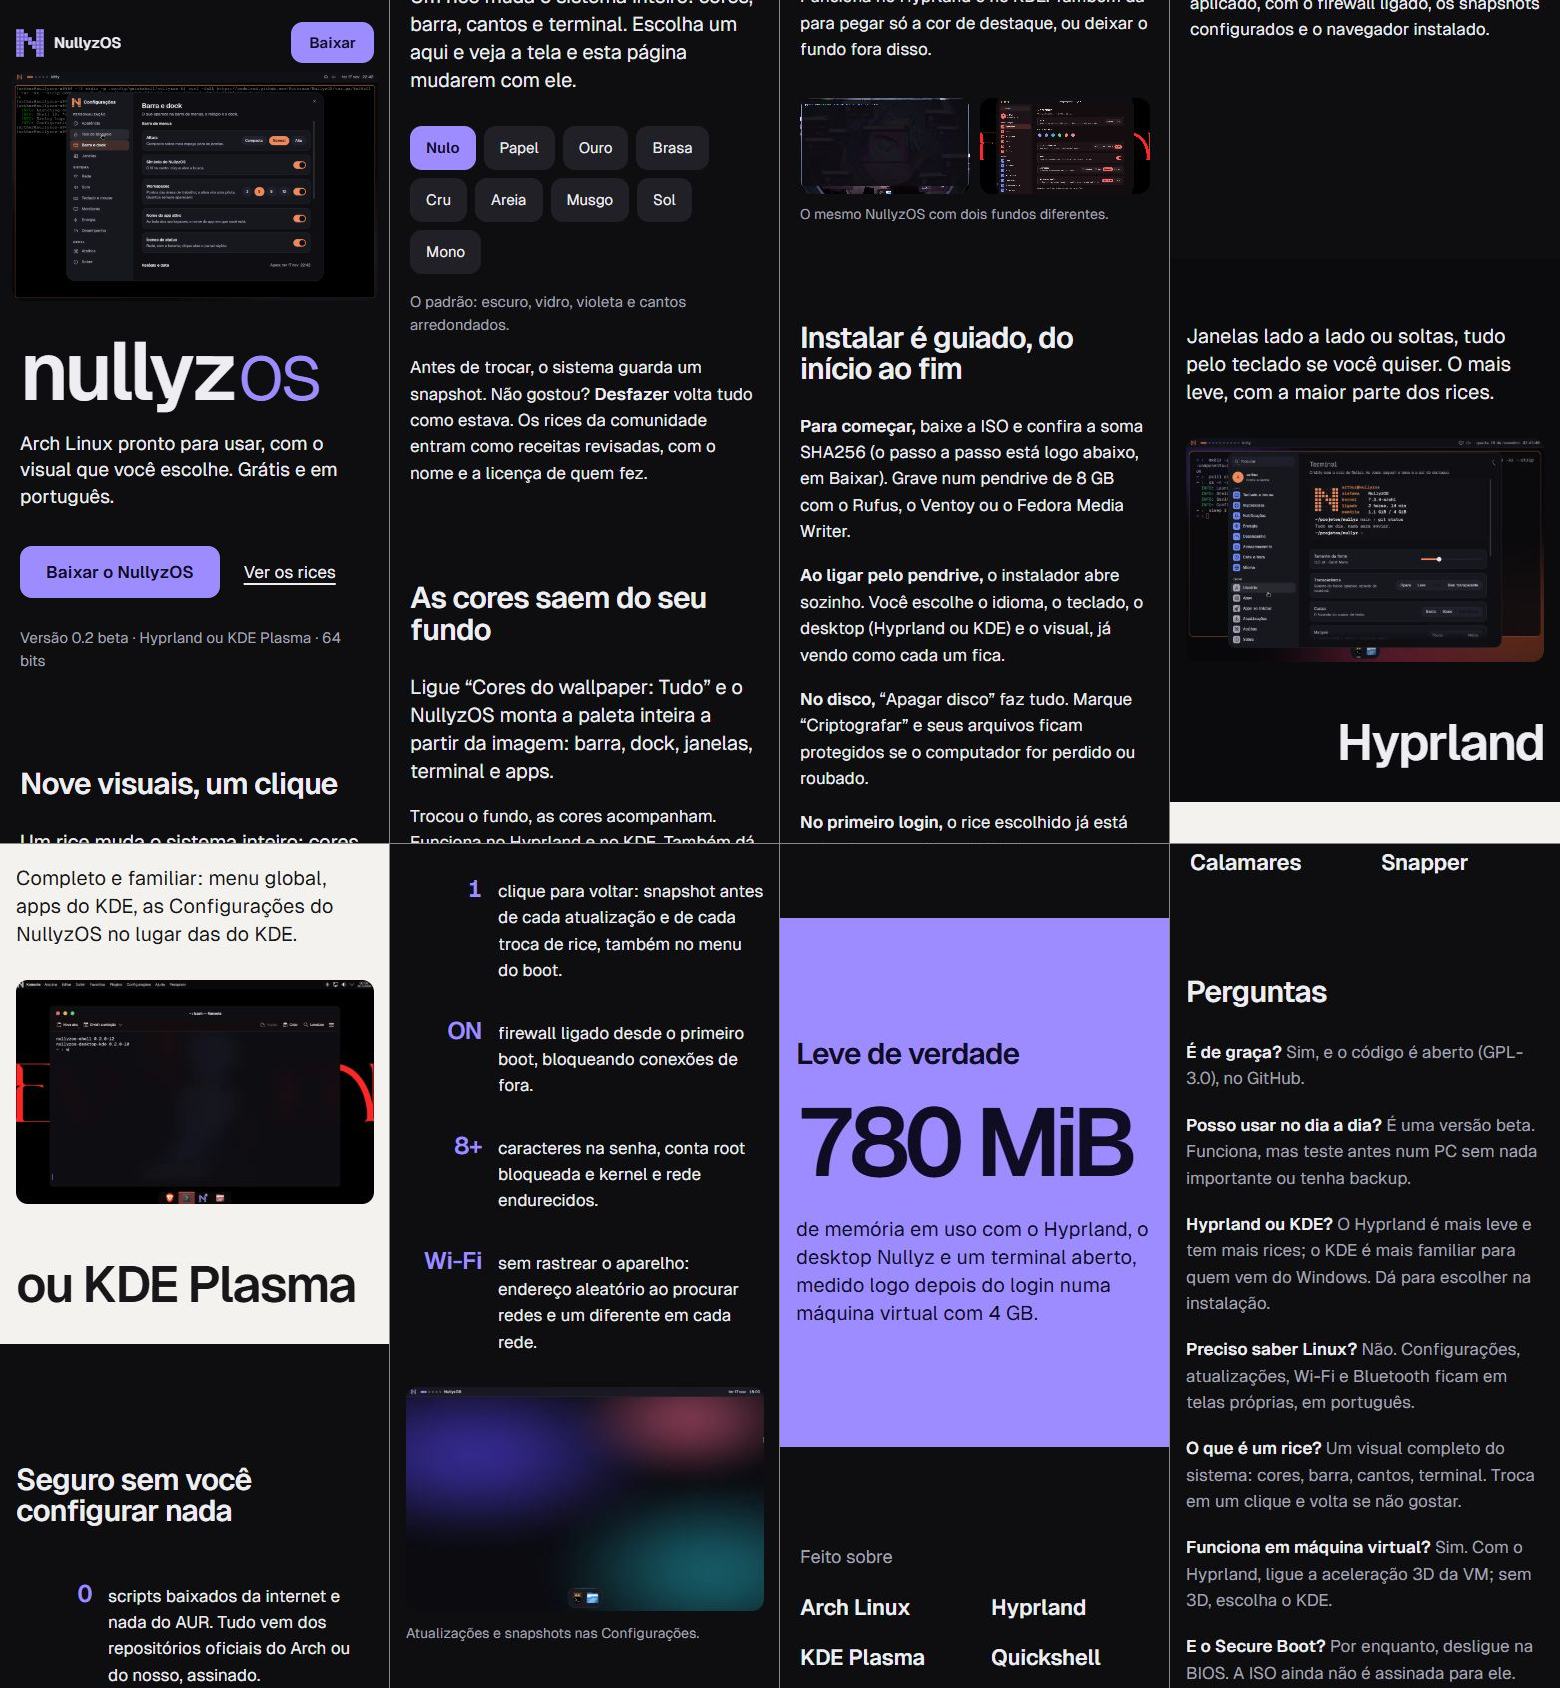 NullyzOS
Baixar
Configurações
Barra e dock
nullyz os
Arch Linux pronto para usar, com o
visual que você escolhe. Grátis e em
português.
Baixar o NullyzOS
Ver os rices
Versão 0.2 beta · Hyprland ou KDE Plasma · 64
bits
Nove visuais, um clique
Um rice muda o sistema inteiro: cores,
barra, cantos e terminal. Escolha um
aqui e veja a tela e esta página
mudarem com ele.
Nulo
Papel
Ouro
Brasa
Cru
Areia
Musgo
Sol
Mono
O padrão: escuro, vidro, violeta e cantos
arredondados.
Antes de trocar, o sistema guarda um
snapshot. Não gostou? Desfazer volta tudo
como estava. Os rices da comunidade
entram como receitas revisadas, com o
nome e a licença de quem fez.
As cores saem do seu
fundo
Ligue “Cores do wallpaper: Tudo” e o
NullyzOS monta a paleta inteira a
partir da imagem: barra, dock, janelas,
terminal e apps.
Trocou o fundo, as cores acompanham.
Funciona no Hyprland e no KDE. Também dá
para pegar só a cor de destaque, ou deixar o
fundo fora disso.
O mesmo NullyzOS com dois fundos diferentes.
Instalar é guiado, do
início ao fim
Para começar, baixe a ISO e confira a soma
SHA256 (o passo a passo está logo abaixo,
em Baixar). Grave num pendrive de 8 GB
com o Rufus, o Ventoy ou o Fedora Media
Writer.
Ao ligar pelo pendrive, o instalador abre
sozinho. Você escolhe o idioma, o teclado, o
desktop (Hyprland ou KDE) e o visual, já
vendo como cada um fica.
No disco, “Apagar disco” faz tudo. Marque
“Criptografar” e seus arquivos ficam
protegidos se o computador for perdido ou
roubado.
No primeiro login, o rice escolhido já está
aplicado, com o firewall ligado, os snapshots
configurados e o navegador instalado.
Janelas lado a lado ou soltas, tudo
pelo teclado se você quiser. O mais
leve, com a maior parte dos rices.
Terminal
Hyprland
Completo e familiar: menu global,
apps do KDE, as Configurações do
NullyzOS no lugar das do KDE.
ou KDE Plasma
Seguro sem você
configurar nada
0 scripts baixados da internet e
nada do AUR. Tudo vem dos
repositórios oficiais do Arch ou
do nosso, assinado.
1 clique para voltar: snapshot antes
de cada atualização e de cada
troca de rice, também no menu
do boot.
ON firewall ligado desde o primeiro
boot, bloqueando conexões de
fora.
8+ caracteres na senha, conta root
bloqueada e kernel e rede
endurecidos.
Wi-Fi sem rastrear o aparelho:
endereço aleatório ao procurar
redes e um diferente em cada
rede.
Atualizações e snapshots nas Configurações.
Leve de verdade
780 MiB
de memória em uso com o Hyprland, o
desktop Nullyz e um terminal aberto,
medido logo depois do login numa
máquina virtual com 4 GB.
Feito sobre
Arch Linux
Hyprland
KDE Plasma
Quickshell
Calamares
Snapper
Perguntas
É de graça? Sim, e o código é aberto (GPL-
3.0), no GitHub.
Posso usar no dia a dia? É uma versão beta.
Funciona, mas teste antes num PC sem nada
importante ou tenha backup.
Hyprland ou KDE? O Hyprland é mais leve e
tem mais rices; o KDE é mais familiar para
quem vem do Windows. Dá para escolher na
instalação.
Preciso saber Linux? Não. Configurações,
atualizações, Wi-Fi e Bluetooth ficam em
telas próprias, em português.
O que é um rice? Um visual completo do
sistema: cores, barra, cantos, terminal. Troca
em um clique e volta se não gostar.
Funciona em máquina virtual? Sim. Com o
Hyprland, ligue a aceleração 3D da VM; sem
3D, escolha o KDE.
E o Secure Boot? Por enquanto, desligue na
BIOS. A ISO ainda não é assinada para ele.